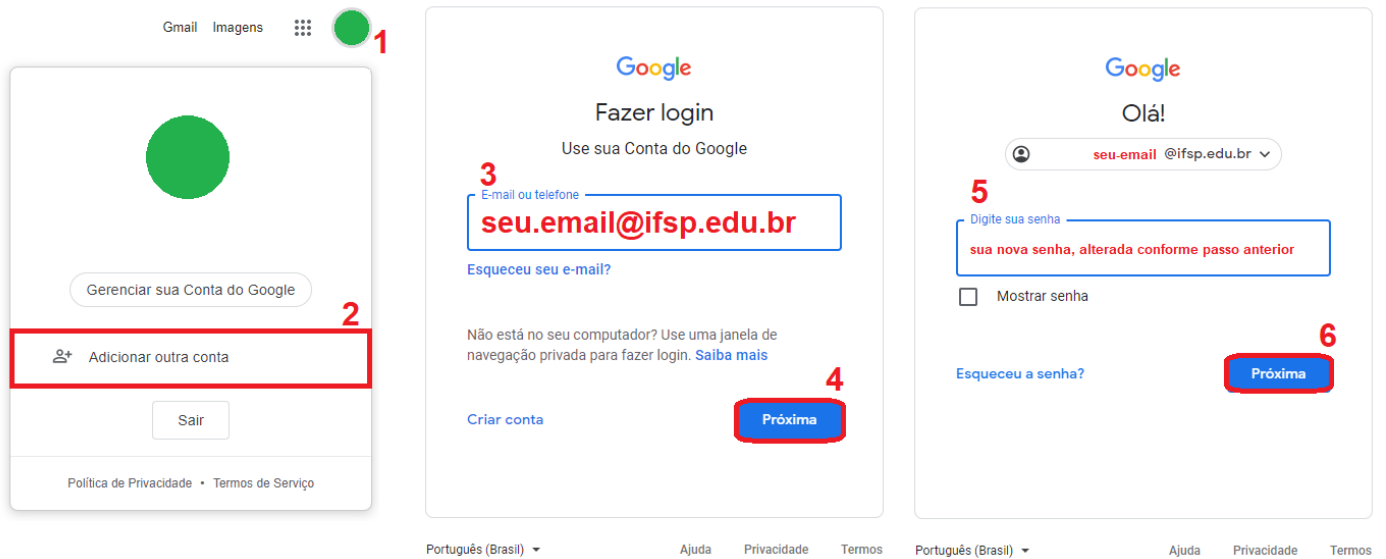 Gmail Imagens
1
Gerenciar sua Conta do Google
2
Adicionar outra conta
Sair
Política de Privacidade • Termos de Serviço
Google
Fazer login
Use sua Conta do Google
3
E-mail ou telefone
seu.email@ifsp.edu.br
Esqueceu seu e-mail?
Não está no seu computador? Use uma janela de
navegação privada para fazer login. Saiba mais
4
Criar conta Próxima
Português (Brasil) Ajuda Privacidade Termos
Google
Olá!
seu-email @ifsp.edu.br
5
Digite sua senha
sua nova senha, alterada conforme passo anterior
Mostrar senha
6
Esqueceu a senha? Próxima
Português (Brasil) Ajuda Privacidade Termos